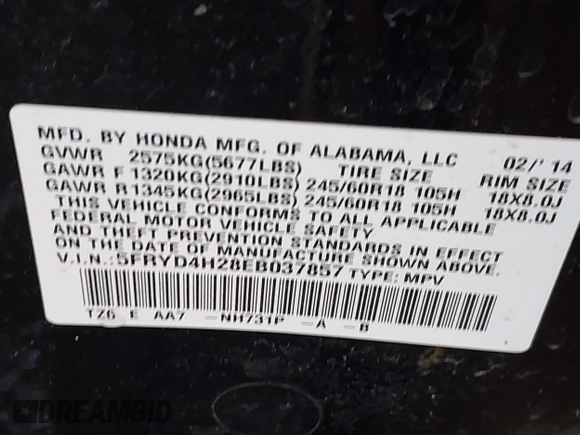 MFD. BY HONDA MFG. OF ALABAMA, LLC 02/'14
GVWR 2575KG(5677LBS) TIRE SIZE RIM SIZE
GAWR F 1320KG(2910LBS) 245/60R18 105H 18X8.0J
GAWR R1345KG(2965LBS) 245/60R18 105H 18X8.0J
THIS VEHICLE CONFORMS TO ALL APPLICABLE
FEDERAL MOTOR VEHICLE SAFETY
AND THEFT PREVENTION STANDARDS IN EFFECT
ON THE DATE OF MANUFACTURE SHOWN ABOVE.
V.I.N.:5FRYD4H28EB037857 TYPE: MPV
TZ6 E AA7 -NH731P -A -B
DREAMBID